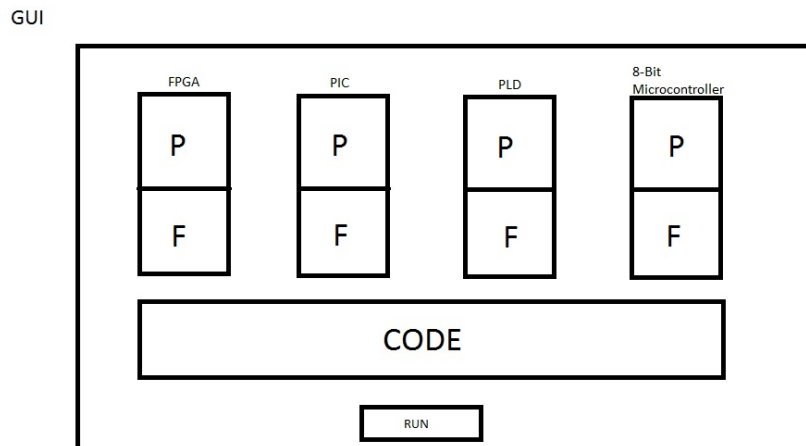 GUI
FPGA
PIC
PLD
8-Bit
Microcontroller
P
P
P
P
F
F
F
F
CODE
RUN